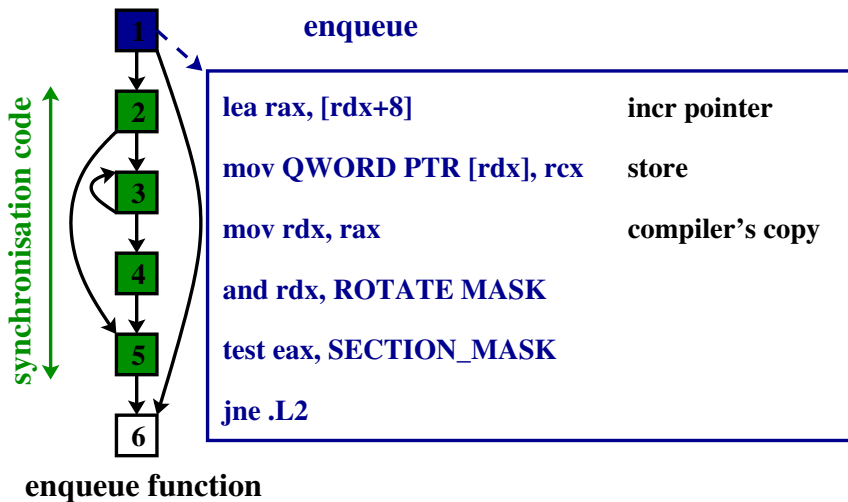 enqueue
1
2
3
4
5
6
synchronisation code
lea rax, [rdx+8] incr pointer
mov QWORD PTR [rdx], rcx store
mov rdx, rax compiler's copy
and rdx, ROTATE MASK
test eax, SECTION_MASK
jne .L2
enqueue function